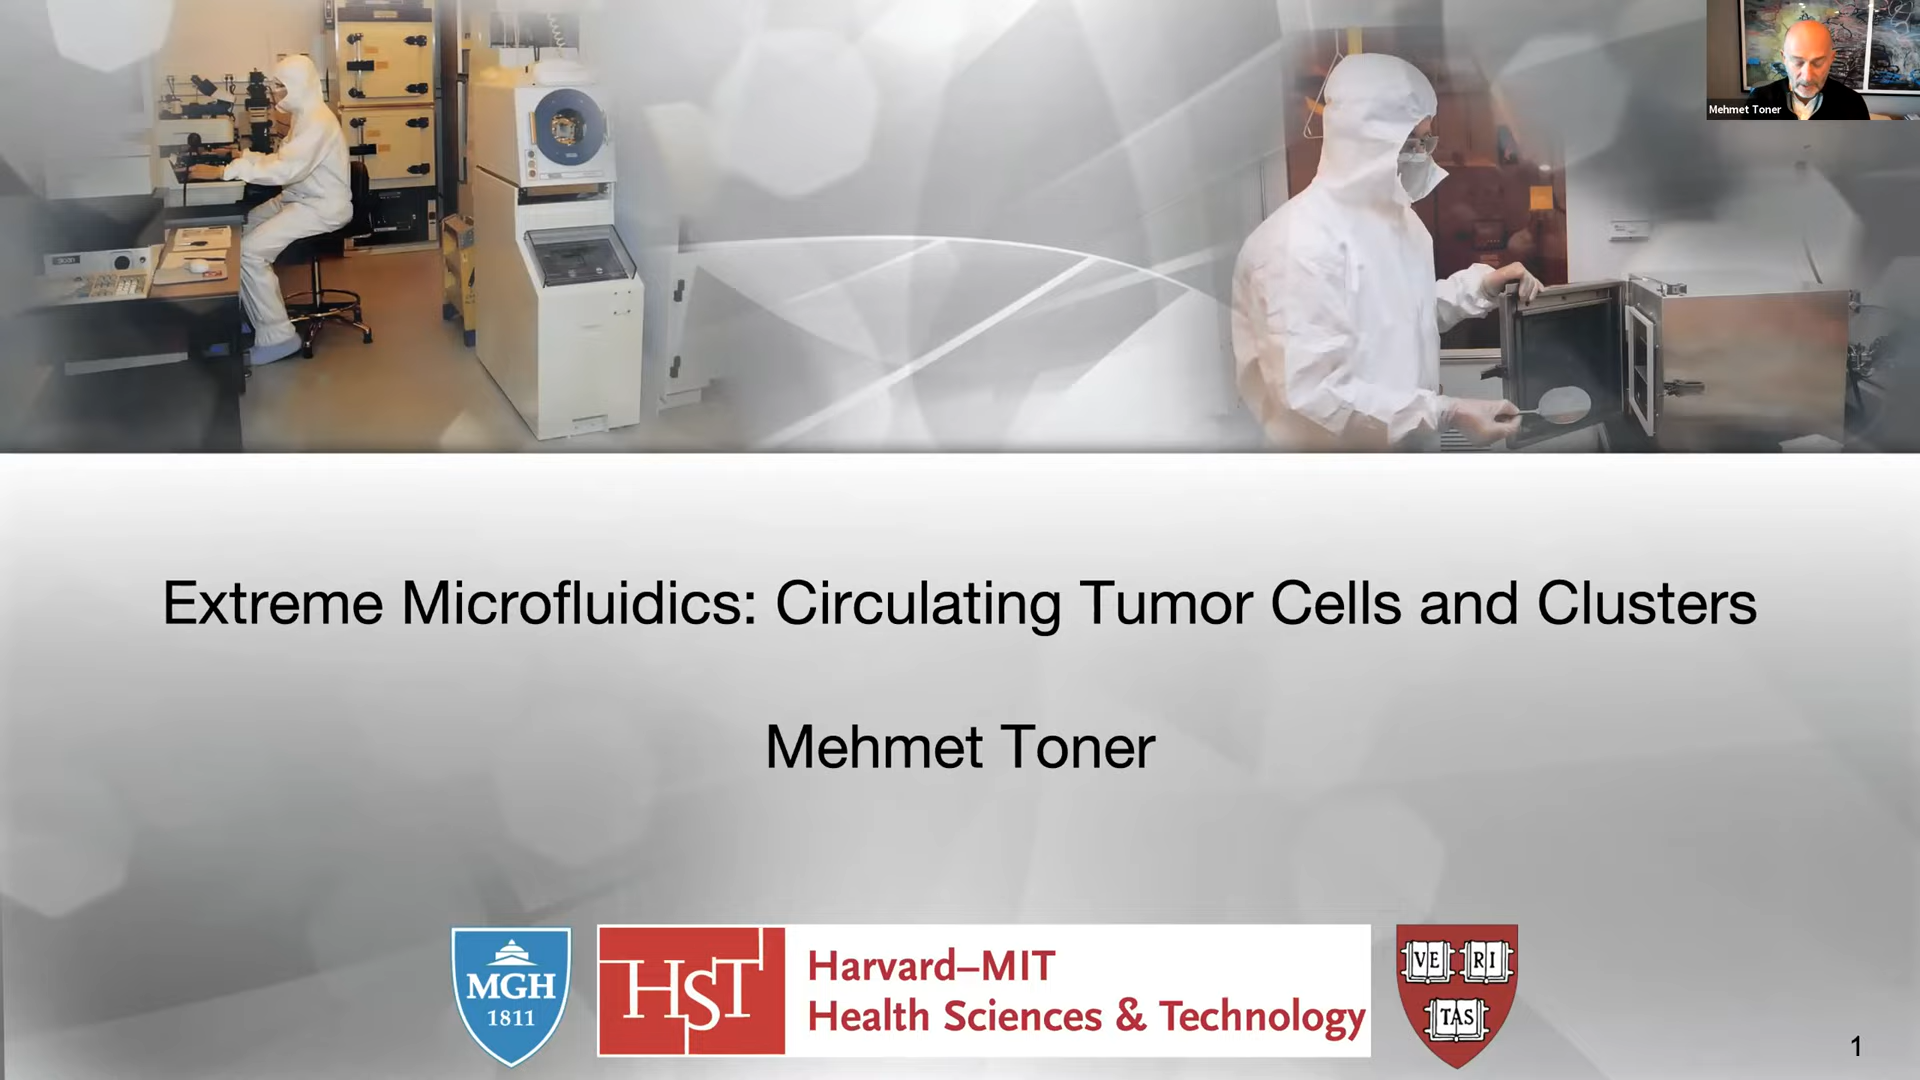 Mehmet Toner
Extreme Microfluidics: Circulating Tumor Cells and Clusters
Mehmet Toner
MGH
1811
HST
Harvard–MIT
Health Sciences & Technology
VE RI
TAS
1